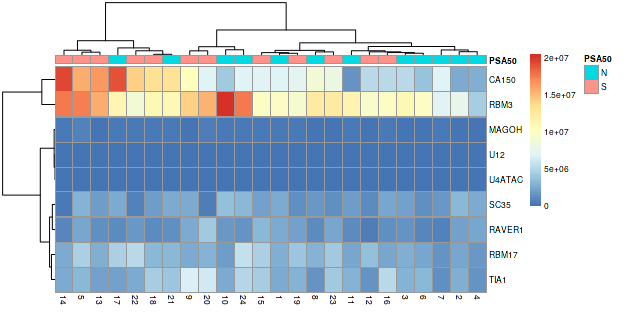 PSA50
CA150
RBM3
MAGOH
U12
U4ATAC
SC35
RAVER1
RBM17
TIA1
14 5 13 17 22 18 21 9 20 10 24 15 1 19 8 23 11 12 16 3 6 7 2 4
2e+07
1.5e+07
1e+07
5e+06
0
PSA50
N
S